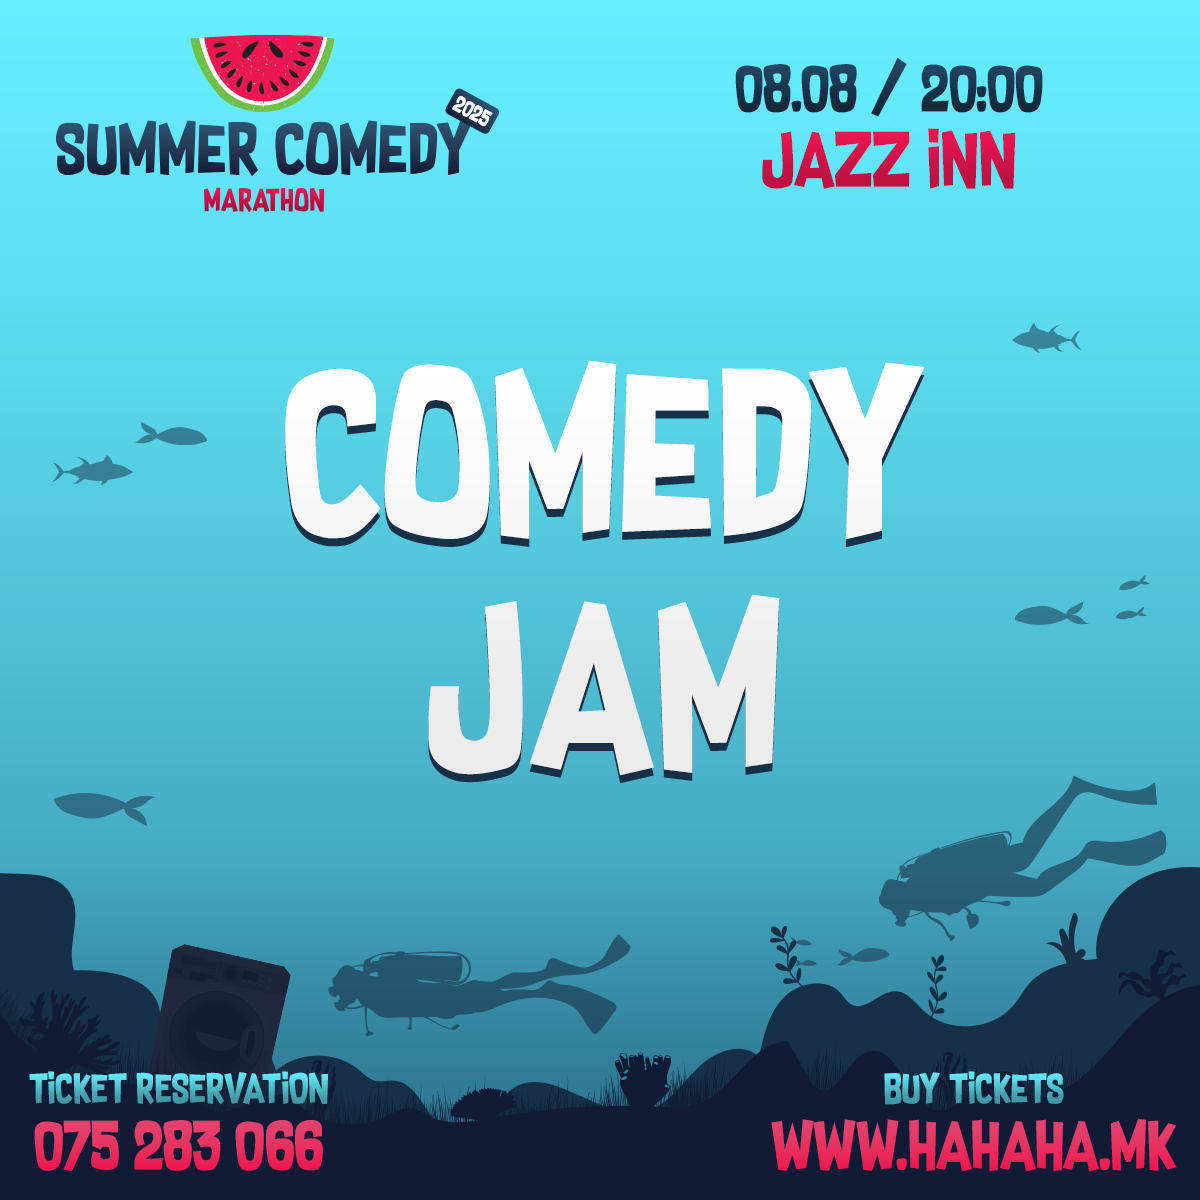 2025
SUMMER COMEDY
MARATHON
08.08 / 20:00
JAZZ iNN
COMEDY
JAM
TiCKET RESERVATiON
075 283 066
BUY TiCKETS
WWW.HAHAHA.MK